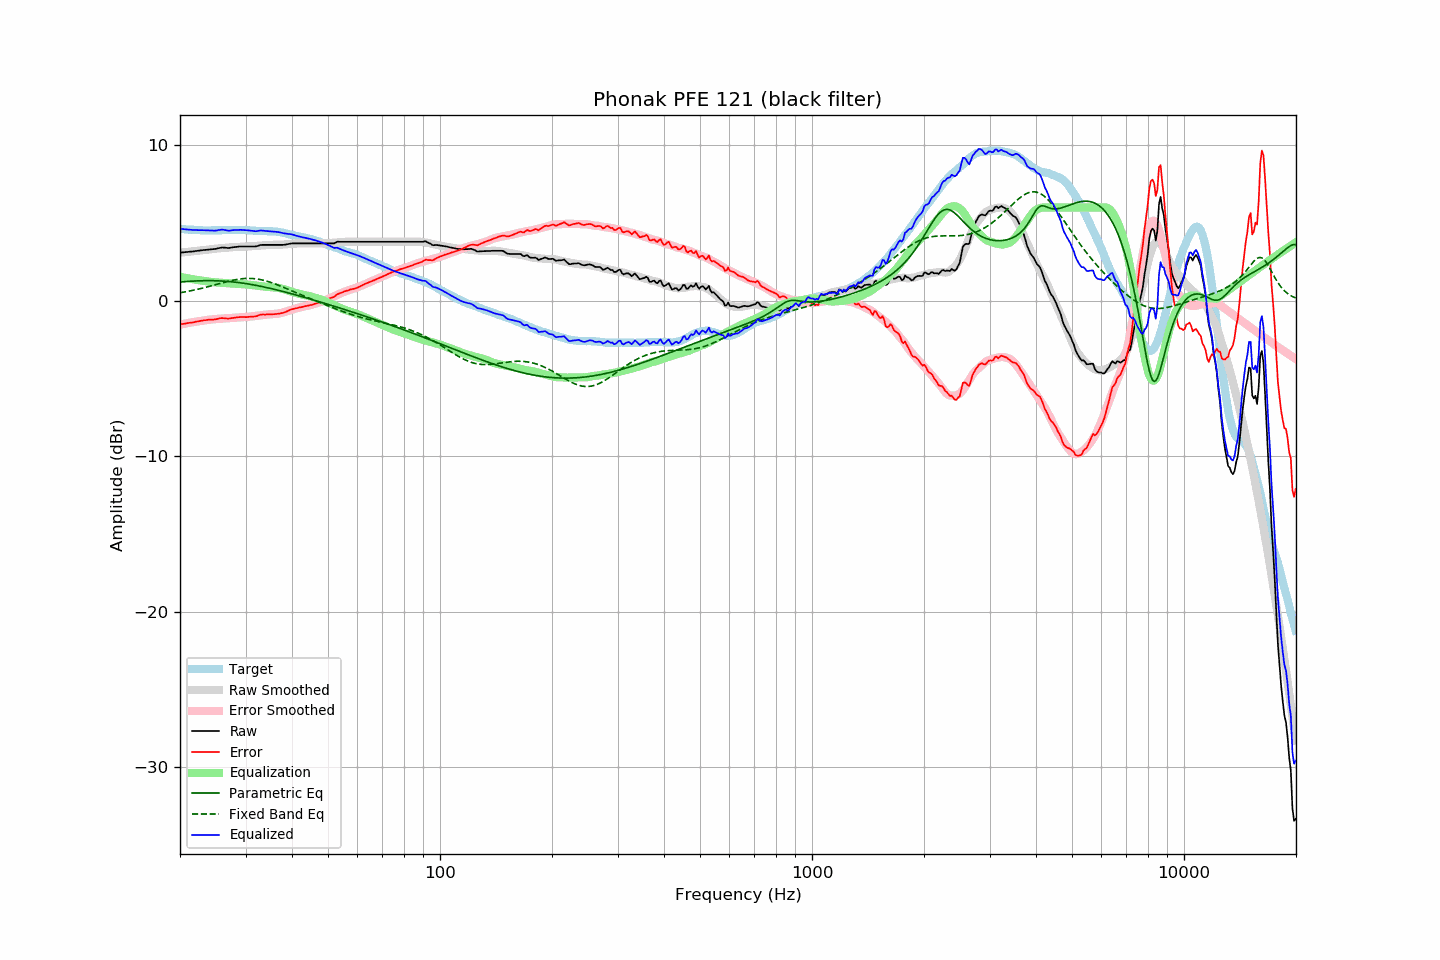 Phonak PFE 121 (black filter)
10
0
−10
−20
−30
Amplitude (dBr)
Target
Raw Smoothed
Error Smoothed
Raw
Error
Equalization
Parametric Eq
Fixed Band Eq
Equalized
100
1000
10000
Frequency (Hz)